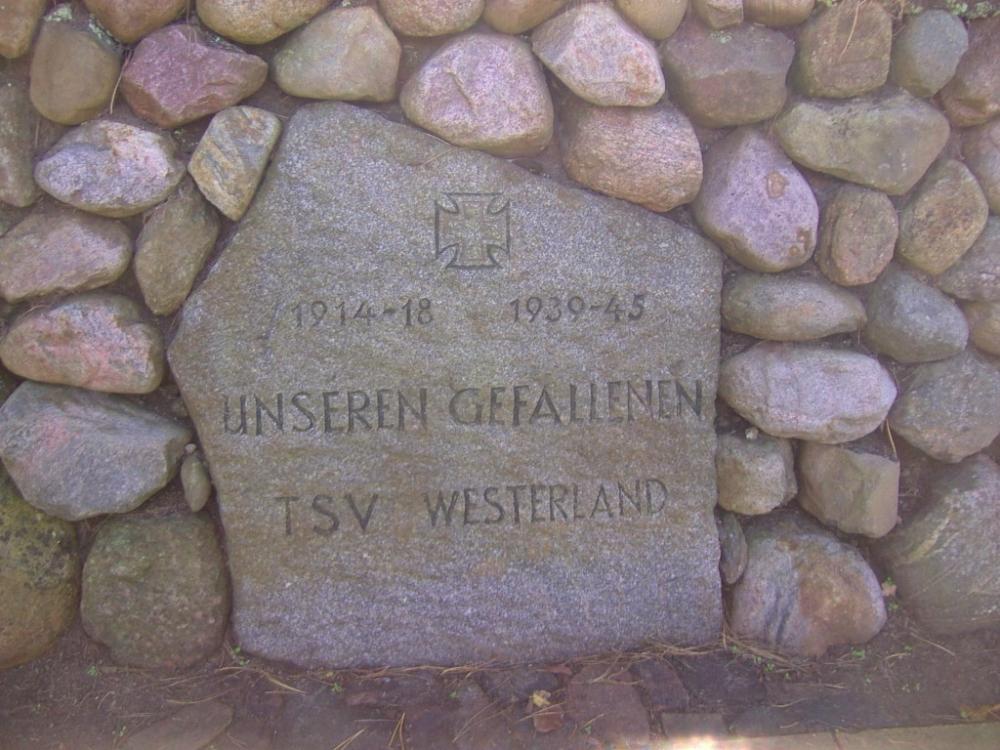 1914-18 1939-45
UNSEREN GEFALLENEN
TSV WESTERLAND